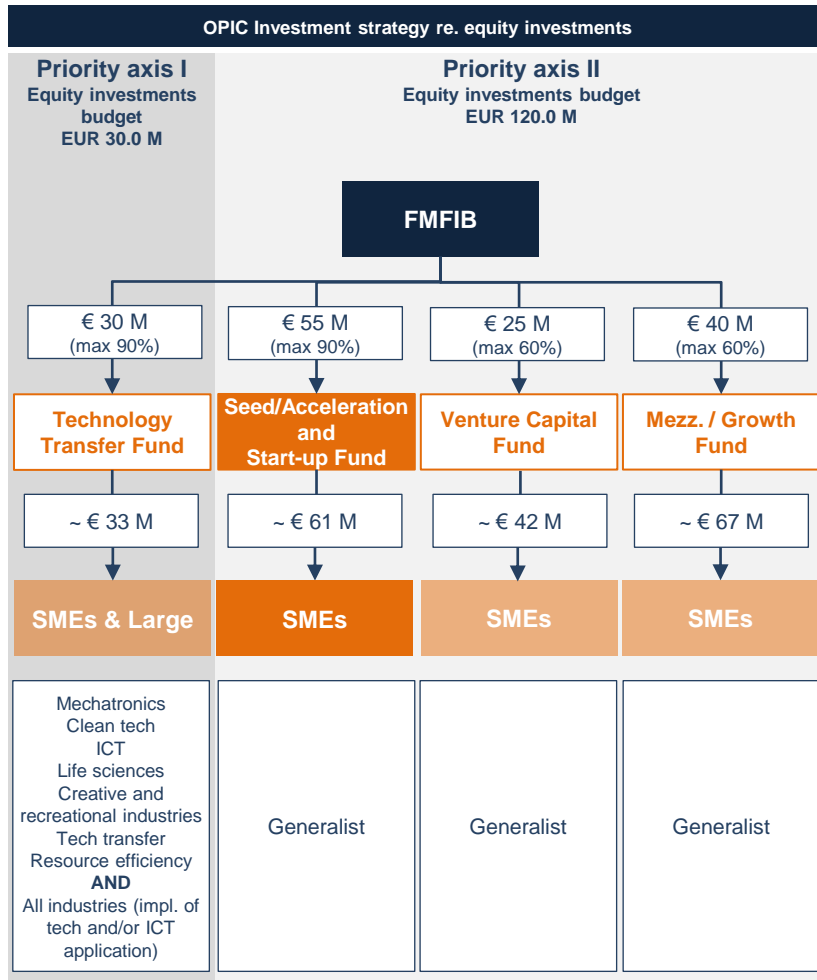 OPIC Investment strategy re. equity investments
Priority axis I
Equity investments
budget
EUR 30.0 M
Priority axis II
Equity investments budget
EUR 120.0 M
FMFIB
€ 30 M
(max 90%)
€ 55 M
(max 90%)
€ 25 M
(max 60%)
€ 40 M
(max 60%)
Technology
Transfer Fund
Seed/Acceleration
and
Start-up Fund
Venture Capital
Fund
Mezz. / Growth
Fund
~ € 33 M
~ € 61 M
~ € 42 M
~ € 67 M
SMEs & Large
SMEs
SMEs
SMEs
Mechatronics
Clean tech
ICT
Life sciences
Creative and
recreational industries
Tech transfer
Resource efficiency
AND
All industries (impl. of
tech and/or ICT
application)
Generalist
Generalist
Generalist